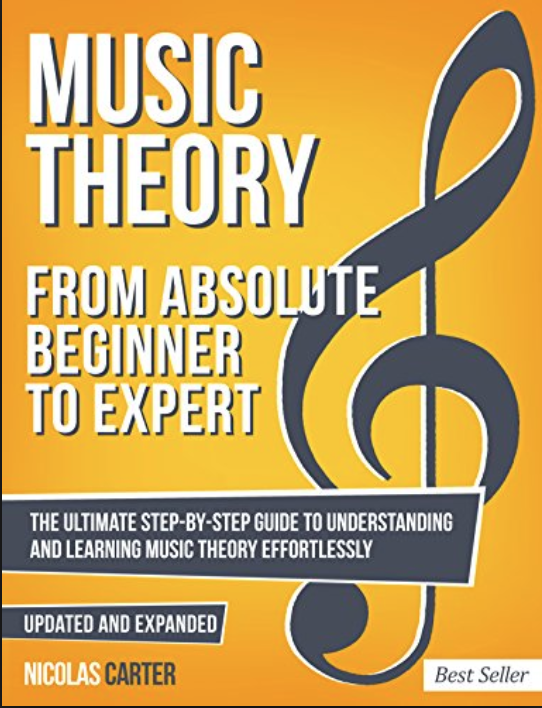 MUSIC
THEORY
FROM ABSOLUTE
BEGINNER
TO EXPERT
THE ULTIMATE STEP-BY-STEP GUIDE TO UNDERSTANDING
AND LEARNING MUSIC THEORY EFFORTLESSLY
UPDATED AND EXPANDED
NICOLAS CARTER
Best Seller